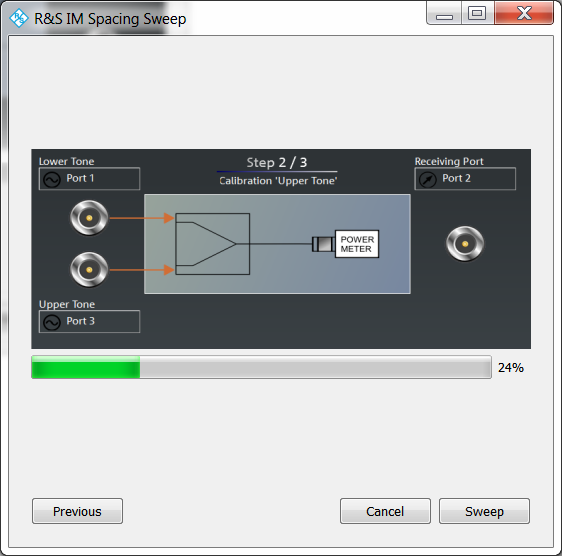 R&S IM Spacing Sweep
Lower Tone
Port 1
Step 2 / 3
Calibration 'Upper Tone'
Receiving Port
Port 2
POWER
METER
Upper Tone
Port 3
24%
Previous
Cancel
Sweep